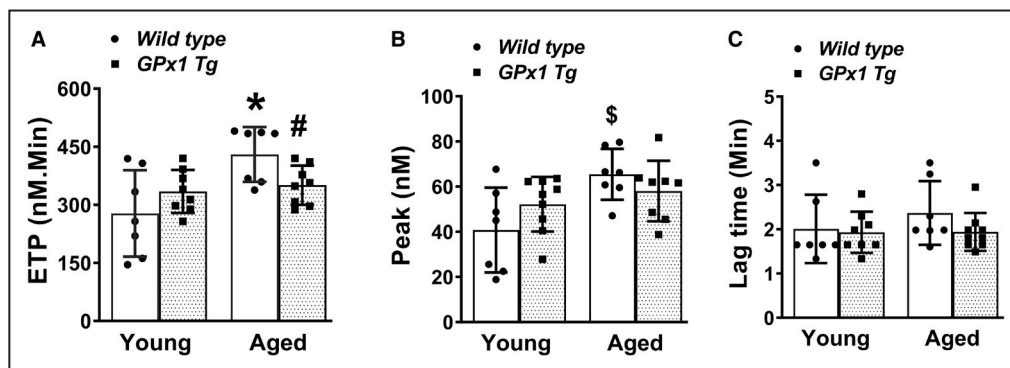 A
Wild type
GPx1 Tg
600
450
300
150
0
ETP (nM.Min)
*
#
Young
Aged
B
Wild type
GPx1 Tg
100
80
60
40
20
0
Peak (nM)
$
Young
Aged
C
Wild type
GPx1 Tg
5
4
3
2
1
0
Lag time (Min)
Young
Aged